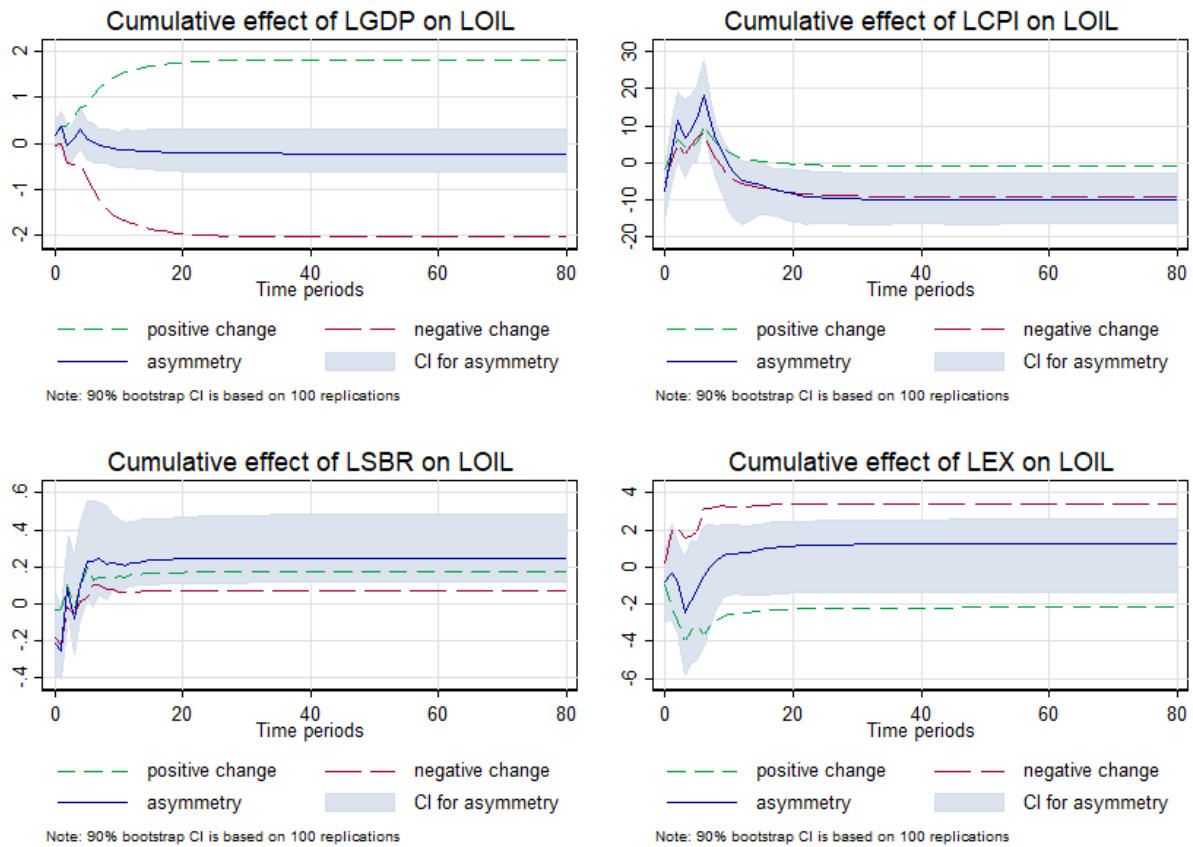 Cumulative effect of LGDP on LOIL
2
1
0
-1
-2
0 20 40 60 80
Time periods
positive change negative change
asymmetry CI for asymmetry
Note: 90% bootstrap CI is based on 100 replications
Cumulative effect of LCPI on LOIL
30
20
10
0
-10
-20
0 20 40 60 80
Time periods
positive change negative change
asymmetry CI for asymmetry
Note: 90% bootstrap CI is based on 100 replications
Cumulative effect of LSBR on LOIL
.6
.4
.2
0
-.2
-.4
0 20 40 60 80
Time periods
positive change negative change
asymmetry CI for asymmetry
Note: 90% bootstrap CI is based on 100 replications
Cumulative effect of LEX on LOIL
4
2
0
-2
-4
-6
0 20 40 60 80
Time periods
positive change negative change
asymmetry CI for asymmetry
Note: 90% bootstrap CI is based on 100 replications